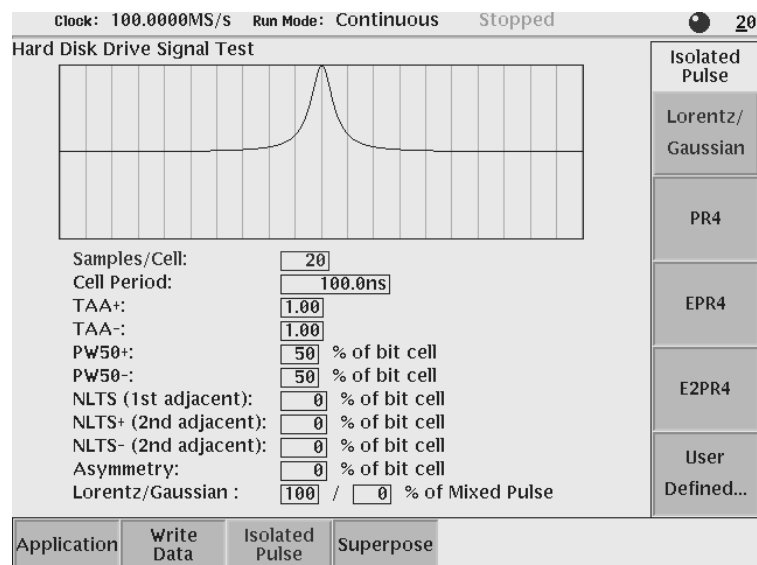 Clock: 100.0000MS/s Run Mode: Continuous Stopped 20
Hard Disk Drive Signal Test
Isolated
Pulse
Lorentz/
Gaussian
PR4
EPR4
E2PR4
User
Defined...
Samples/Cell: 20
Cell Period: 100.0ns
TAA+: 1.00
TAA-: 1.00
PW50+: 50 % of bit cell
PW50-: 50 % of bit cell
NLTS (1st adjacent): 0 % of bit cell
NLTS+ (2nd adjacent): 0 % of bit cell
NLTS- (2nd adjacent): 0 % of bit cell
Asymmetry: 0 % of bit cell
Lorentz/Gaussian : 100 / 0 % of Mixed Pulse
Application
Write
Data
Isolated
Pulse
Superpose